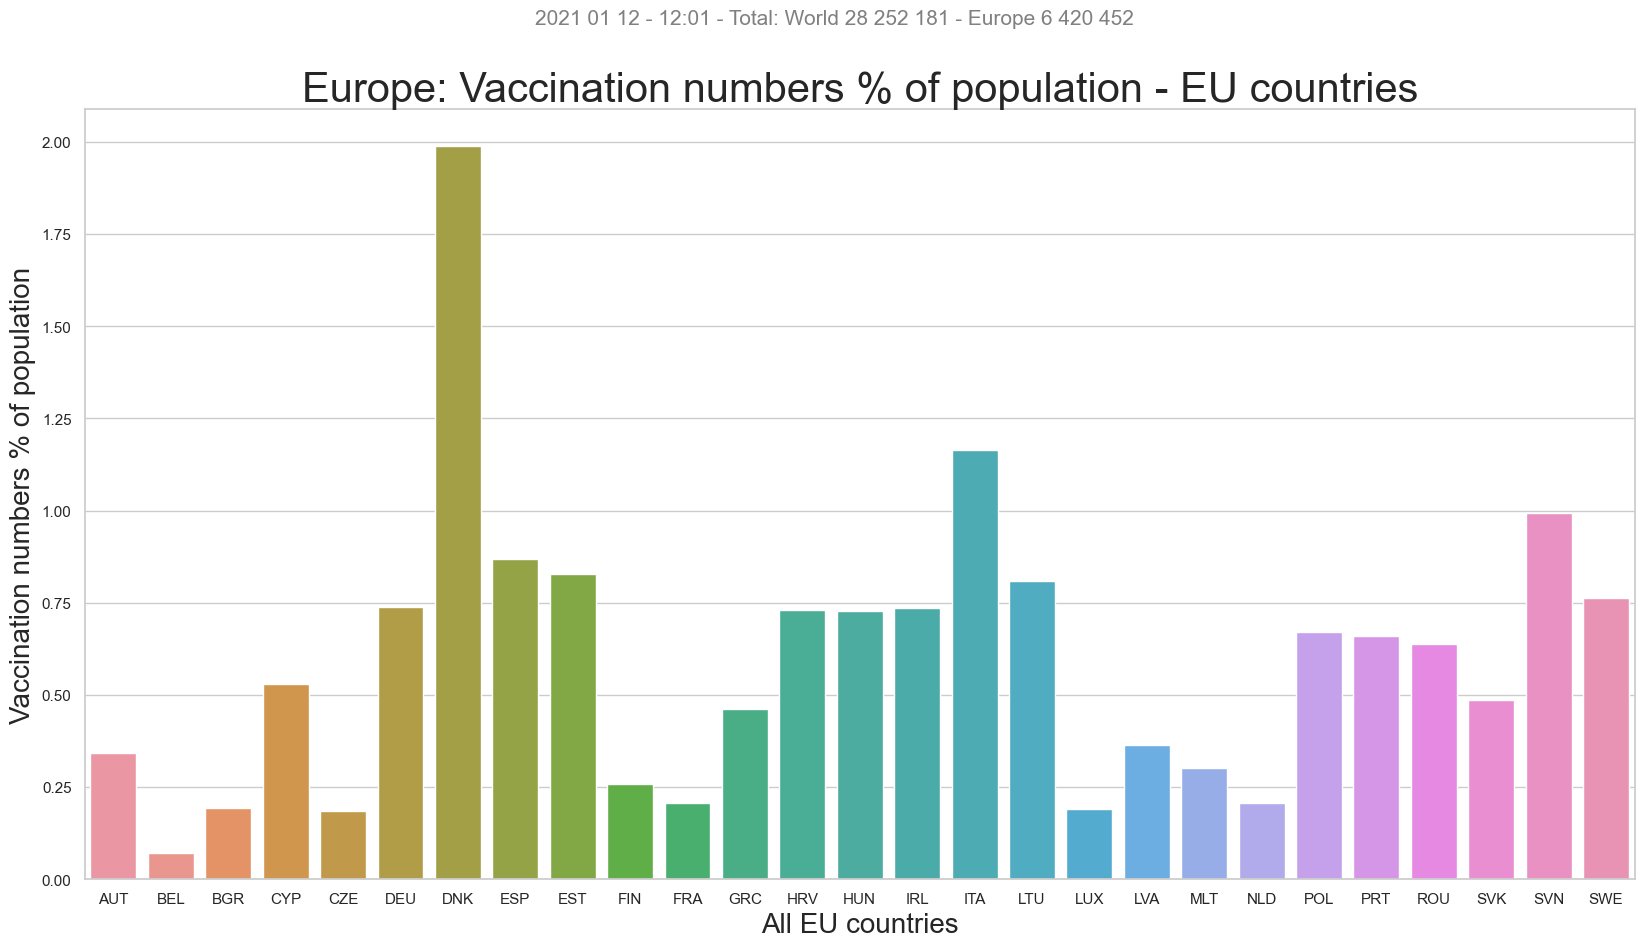 2021 01 12 - 12:01 - Total: World 28 252 181 - Europe 6 420 452
Europe: Vaccination numbers % of population - EU countries
Vaccination numbers % of population
2.00
1.75
1.50
1.25
1.00
0.75
0.50
0.25
0.00
AUT BEL BGR CYP CZE DEU DNK ESP EST FIN FRA GRC HRV HUN IRL ITA LTU LUX LVA MLT NLD POL PRT ROU SVK SVN SWE
All EU countries